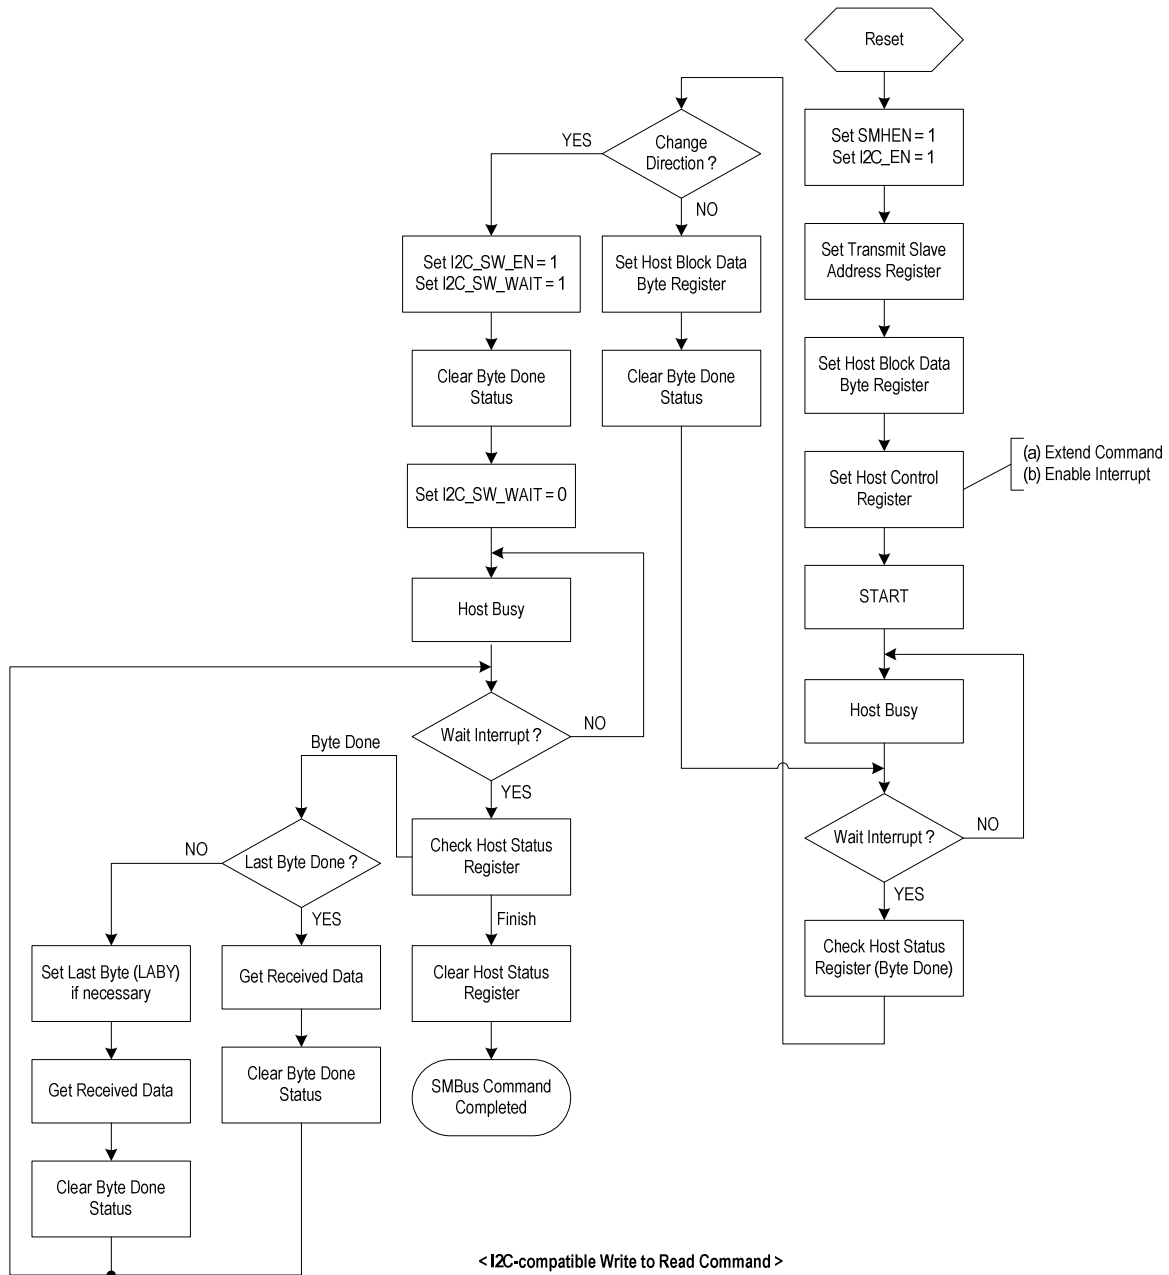 Reset
Set SMHEN = 1
Set I2C_EN = 1
Set Transmit Slave
Address Register
Set Host Block Data
Byte Register
Set Host Control
Register
(a) Extend Command
(b) Enable Interrupt
START
Host Busy
Wait Interrupt ?
NO
YES
Check Host Status
Register (Byte Done)
Change
Direction ?
YES
NO
Set I2C_SW_EN = 1
Set I2C_SW_WAIT = 1
Clear Byte Done
Status
Set I2C_SW_WAIT = 0
Set Host Block Data
Byte Register
Clear Byte Done
Status
Host Busy
Wait Interrupt ?
NO
YES
Check Host Status
Register
Byte Done
Finish
Clear Host Status
Register
SMBus Command
Completed
Last Byte Done ?
NO
YES
Set Last Byte (LABY)
if necessary
Get Received Data
Clear Byte Done
Status
Get Received Data
Clear Byte Done
Status
< I2C-compatible Write to Read Command >